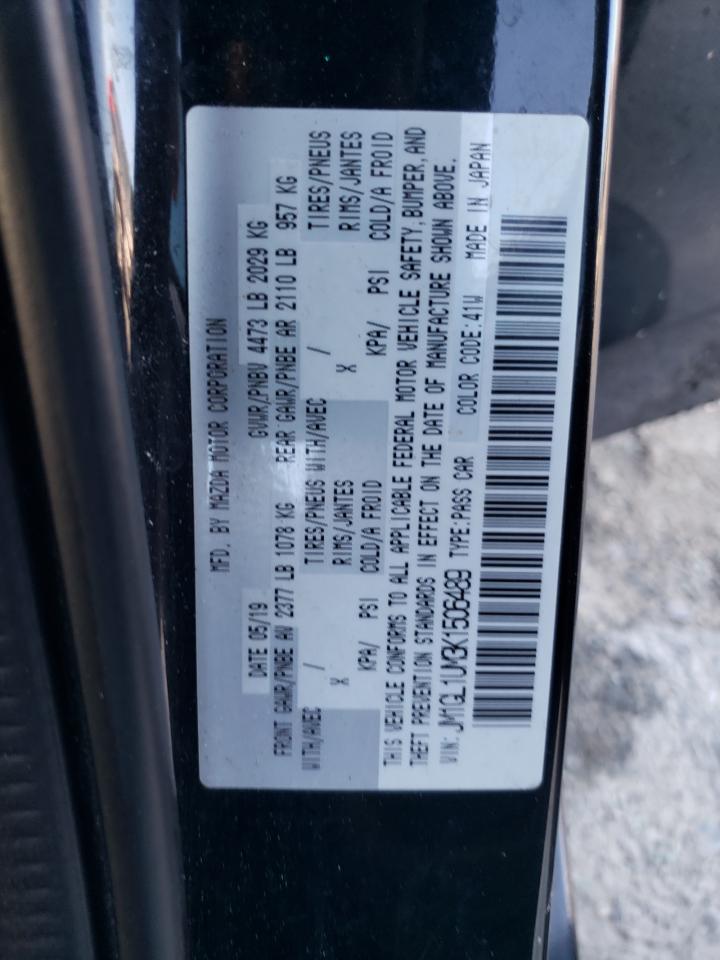 MFD. BY MAZDA MOTOR CORPORATION
DATE 05/19 GVWR/PNBV 4473 LB 2029 KG
FRONT GAWR/PNBE AV 2377 LB 1078 KG REAR GAWR/PNBE AR 2110 LB 957 KG
WITH/AVEC / TIRES/PNEUS WITH/AVEC / TIRES/PNEUS
X RIMS/JANTES X RIMS/JANTES
KPA/ PSI COLD/A FROID KPA/ PSI COLD/A FROID
THIS VEHICLE CONFORMS TO ALL APPLICABLE FEDERAL MOTOR VEHICLE SAFETY, BUMPER, AND
THEFT PREVENTION STANDARDS IN EFFECT ON THE DATE OF MANUFACTURE SHOWN ABOVE.
VIN: JM1GL1UM3K1506489 TYPE:PASS CAR COLOR CODE:41W MADE IN JAPAN